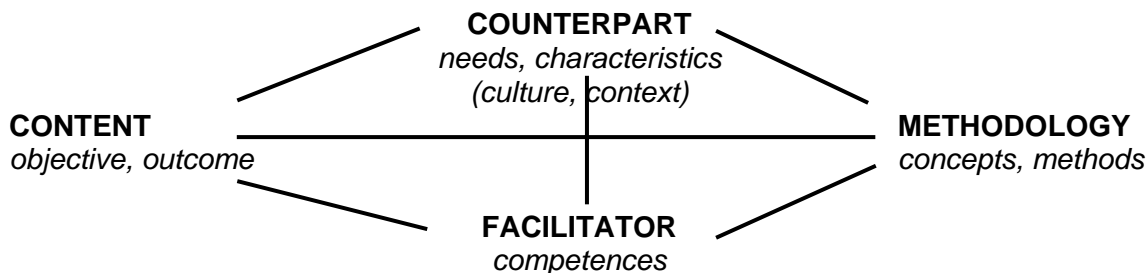 COUNTERPART
needs, characteristics
(culture, context)
CONTENT
objective, outcome
METHODOLOGY
concepts, methods
FACILITATOR
competences